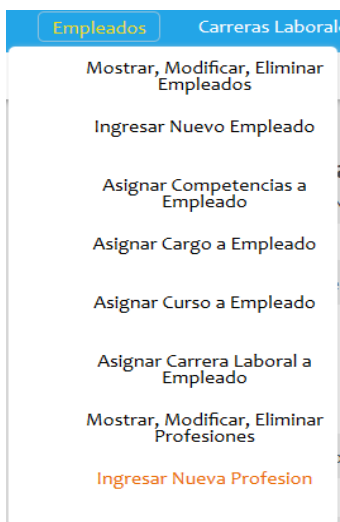 Empleados Carreras Laborale
Mostrar, Modificar, Eliminar
Empleados
Ingresar Nuevo Empleado
Asignar Competencias a
Empleado
Asignar Cargo a Empleado
Asignar Curso a Empleado
Asignar Carrera Laboral a
Empleado
Mostrar, Modificar, Eliminar
Profesiones
Ingresar Nueva Profesion